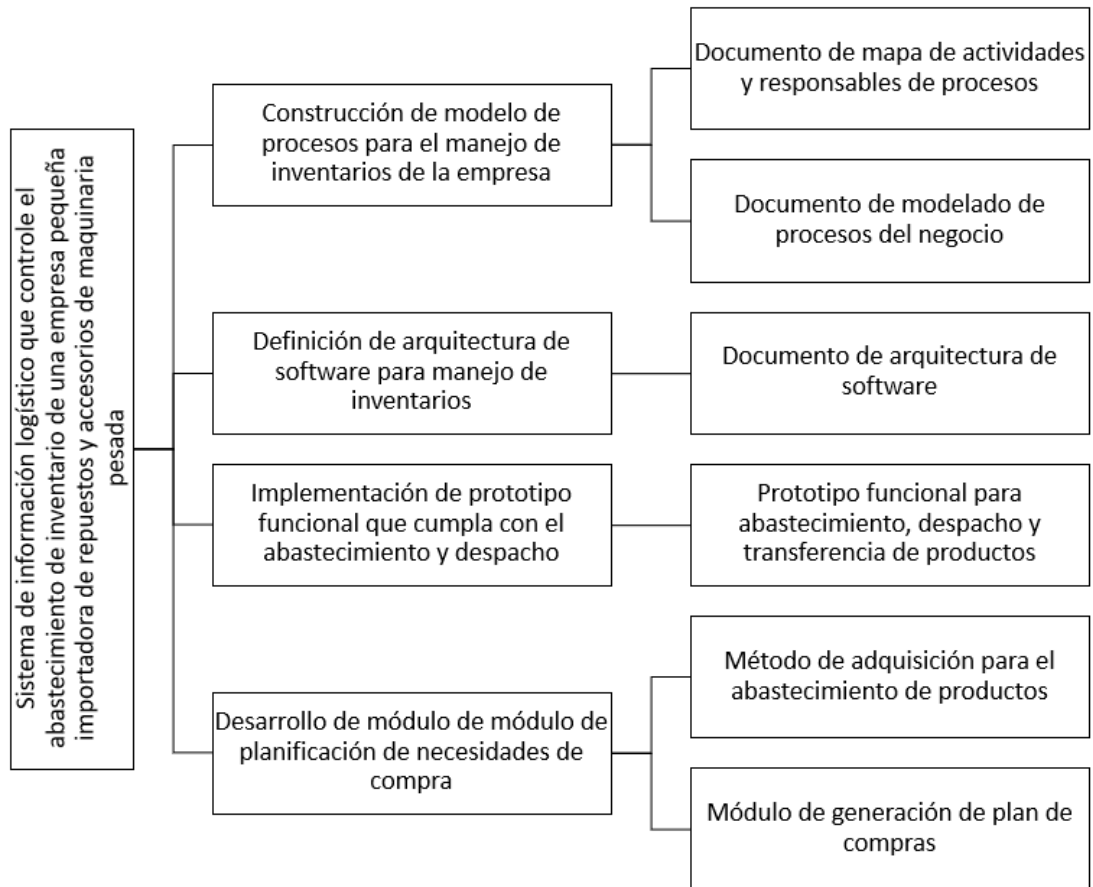 Sistema de información logístico que controle el
abastecimiento de inventario de una empresa pequeña
importadora de repuestos y accesorios de maquinaria
pesada
Construcción de modelo de
procesos para el manejo de
inventarios de la empresa
Documento de mapa de actividades
y responsables de procesos
Documento de modelado de
procesos del negocio
Definición de arquitectura de
software para manejo de
inventarios
Documento de arquitectura de
software
Implementación de prototipo
funcional que cumpla con el
abastecimiento y despacho
Prototipo funcional para
abastecimiento, despacho y
transferencia de productos
Desarrollo de módulo de módulo de
planificación de necesidades de
compra
Método de adquisición para el
abastecimiento de productos
Módulo de generación de plan de
compras